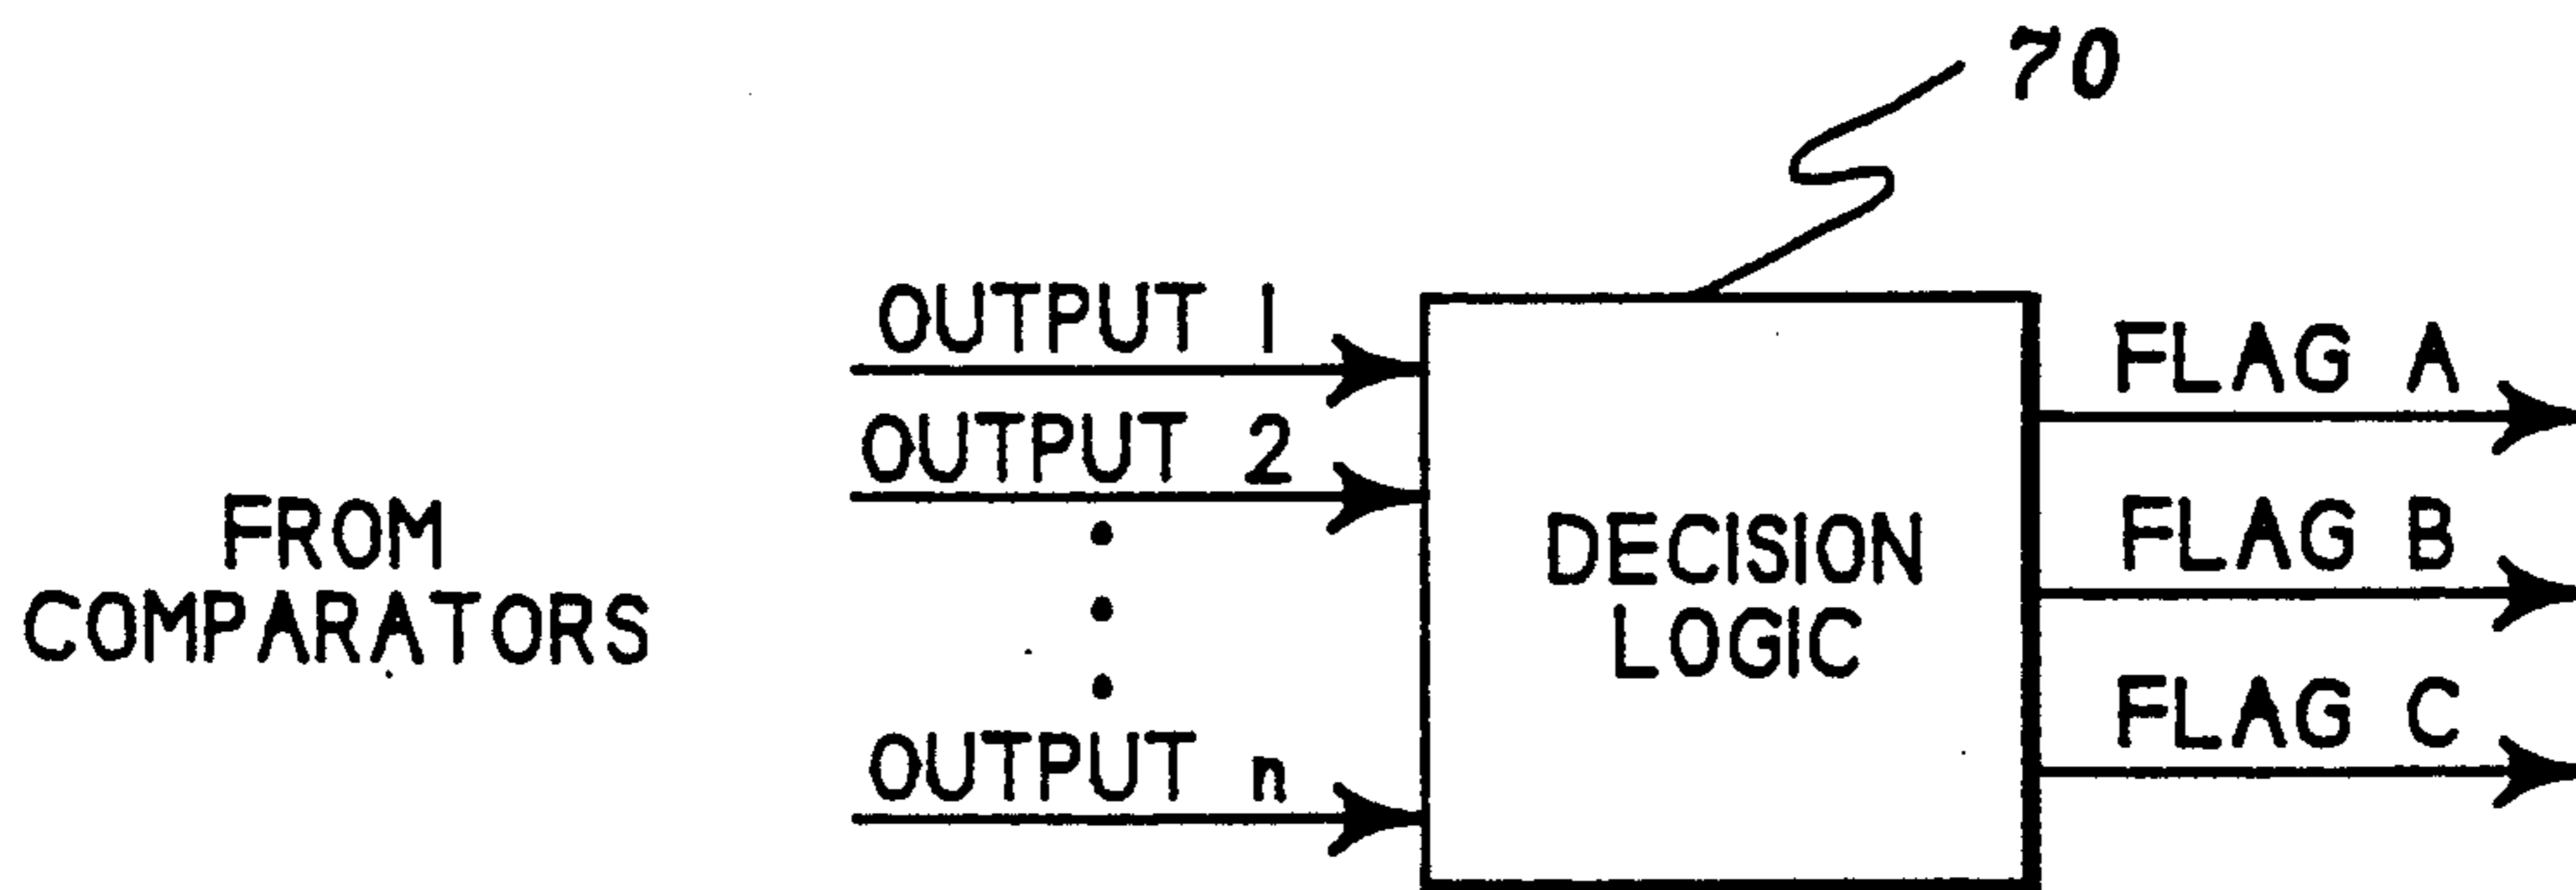 70
OUTPUT 1
OUTPUT 2
OUTPUT n
FROM
COMPARATORS
DECISION
LOGIC
FLAG A
FLAG B
FLAG C